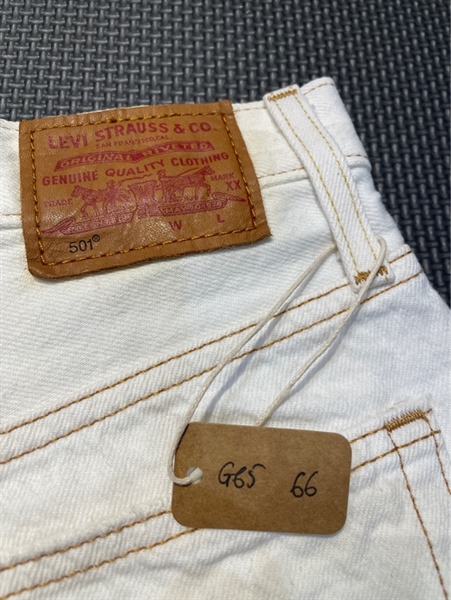 LEVI STRAUSS & CO.
SAN FRANCISCO, CAL.
ORIGINAL RIVETED
GENUINE QUALITY CLOTHING
TRADE MARK
XX
501® W L
G65 66